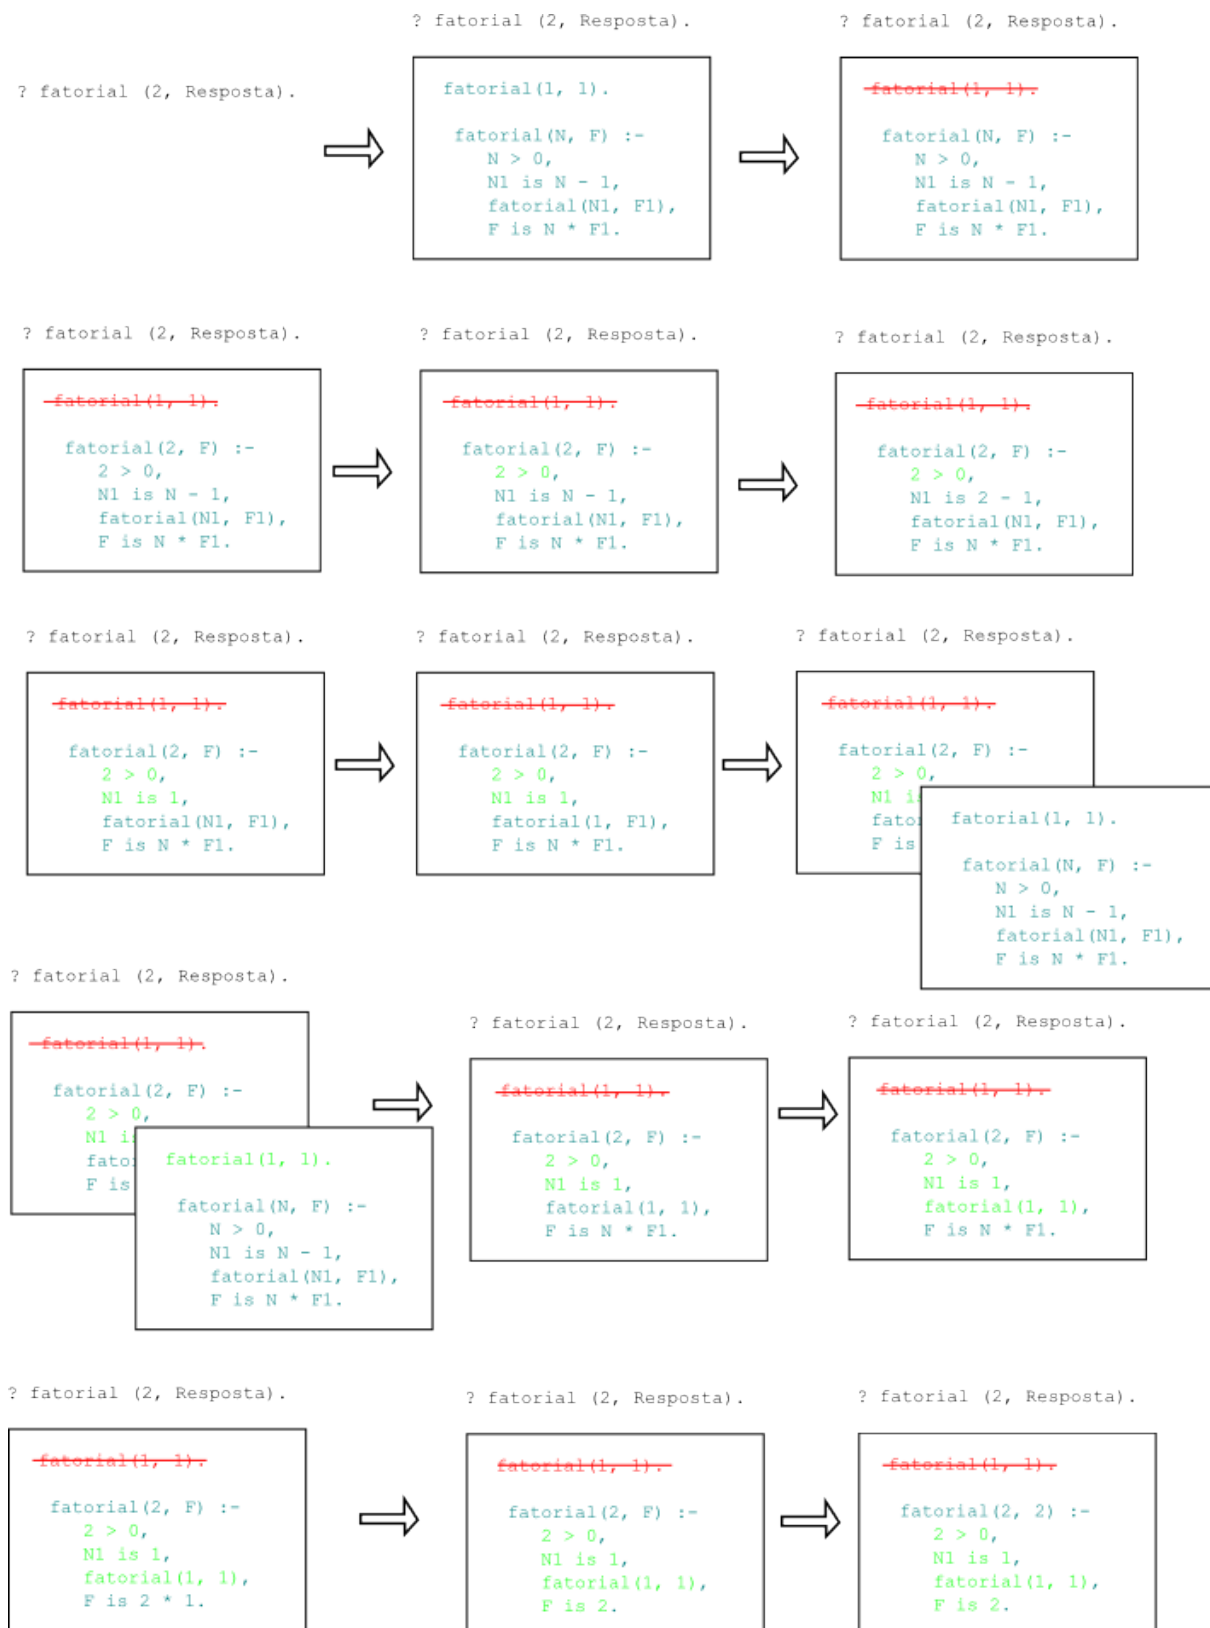 ? fatorial (2, Resposta).
? fatorial (2, Resposta).
fatorial(1, 1).
fatorial(N, F) :-
N > 0,
N1 is N - 1,
fatorial(N1, F1),
F is N * F1.
? fatorial (2, Resposta).
fatorial(1, 1).
fatorial(N, F) :-
N > 0,
N1 is N - 1,
fatorial(N1, F1),
F is N * F1.
? fatorial (2, Resposta).
fatorial(1, 1).
fatorial(2, F) :-
2 > 0,
N1 is N - 1,
fatorial(N1, F1),
F is N * F1.
? fatorial (2, Resposta).
fatorial(1, 1).
fatorial(2, F) :-
2 > 0,
N1 is N - 1,
fatorial(N1, F1),
F is N * F1.
? fatorial (2, Resposta).
fatorial(1, 1).
fatorial(2, F) :-
2 > 0,
N1 is 2 - 1,
fatorial(N1, F1),
F is N * F1.
? fatorial (2, Resposta).
fatorial(1, 1).
fatorial(2, F) :-
2 > 0,
N1 is 1,
fatorial(N1, F1),
F is N * F1.
? fatorial (2, Resposta).
fatorial(1, 1).
fatorial(2, F) :-
2 > 0,
N1 is 1,
fatorial(1, F1),
F is N * F1.
? fatorial (2, Resposta).
fatorial(1, 1).
fatorial(2, F) :-
2 > 0,
N1 is
fato
F is
fatorial(1, 1).
fatorial(N, F) :-
N > 0,
N1 is N - 1,
fatorial(N1, F1),
F is N * F1.
? fatorial (2, Resposta).
fatorial(1, 1).
fatorial(2, F) :-
2 > 0,
N1 is
fato
F is
fatorial(1, 1).
fatorial(N, F) :-
N > 0,
N1 is N - 1,
fatorial(N1, F1),
F is N * F1.
? fatorial (2, Resposta).
fatorial(1, 1).
fatorial(2, F) :-
2 > 0,
N1 is 1,
fatorial(1, 1),
F is N * F1.
? fatorial (2, Resposta).
fatorial(1, 1).
fatorial(2, F) :-
2 > 0,
N1 is 1,
fatorial(1, 1),
F is N * F1.
? fatorial (2, Resposta).
fatorial(1, 1).
fatorial(2, F) :-
2 > 0,
N1 is 1,
fatorial(1, 1),
F is 2 * 1.
? fatorial (2, Resposta).
fatorial(1, 1).
fatorial(2, F) :-
2 > 0,
N1 is 1,
fatorial(1, 1),
F is 2.
? fatorial (2, Resposta).
fatorial(1, 1).
fatorial(2, 2) :-
2 > 0,
N1 is 1,
fatorial(1, 1),
F is 2.